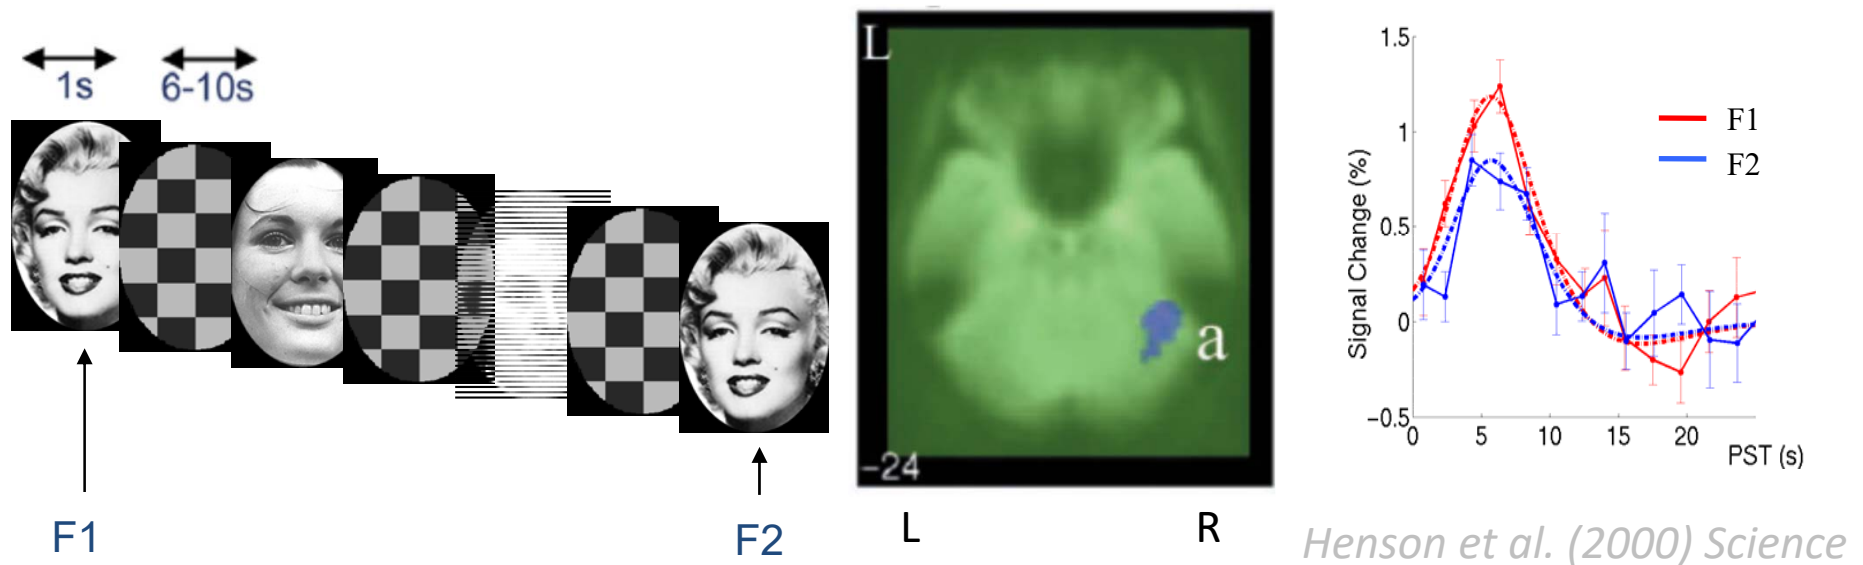 1s
6-10s
F1
F2
L
a
-24
L
R
1.5
1
0.5
0
−0.5
0
5
10
15
20
Signal Change (%)
PST (s)
F1
F2
Henson et al. (2000) Science